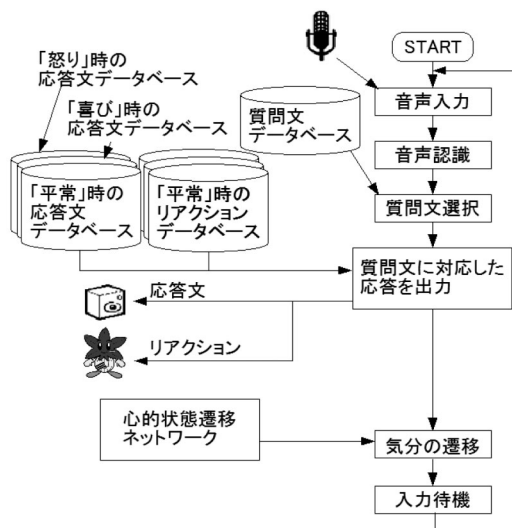 「怒り」時の
応答文データベース
「喜び」時の
応答文データベース
「平常」時の
応答文
データベース
「平常」時の
リアクション
データベース
質問文
データベース
START
音声入力
音声認識
質問文選択
質問文に対応した
応答を出力
応答文
リアクション
心的状態遷移
ネットワーク
気分の遷移
入力待機